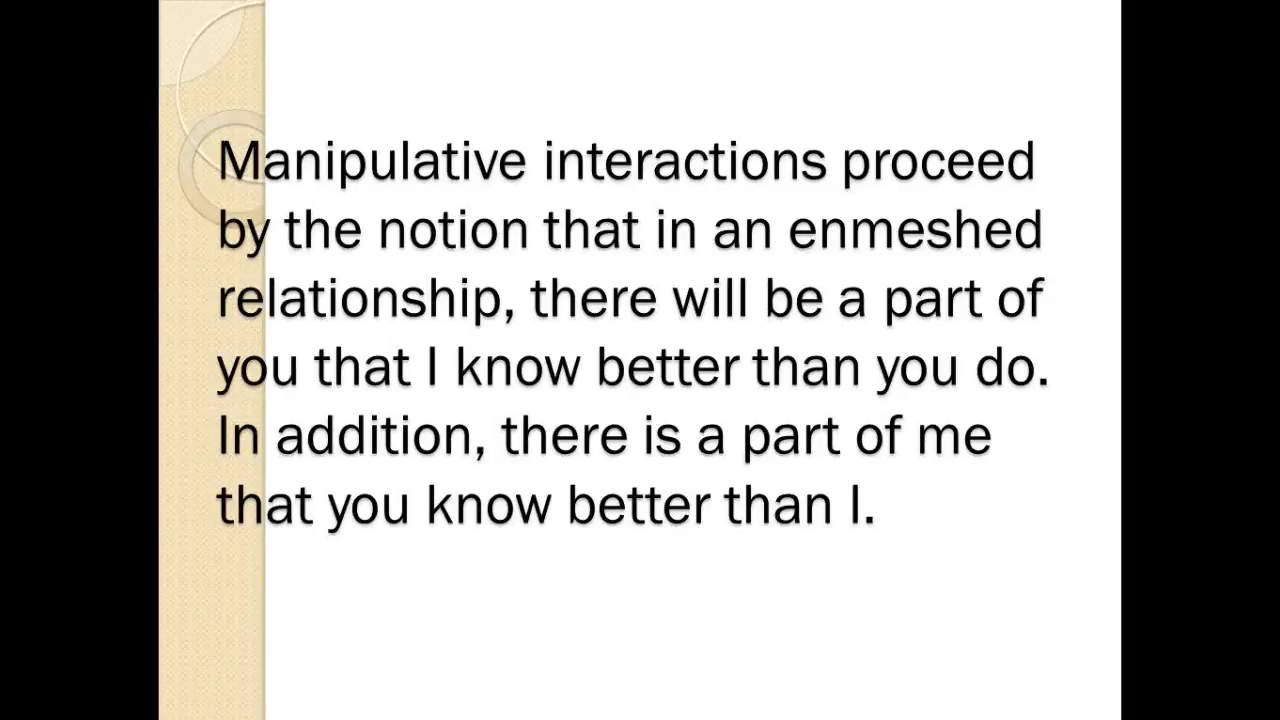 Manipulative interactions proceed
by the notion that in an enmeshed
relationship, there will be a part of
you that I know better than you do.
In addition, there is a part of me
that you know better than I.